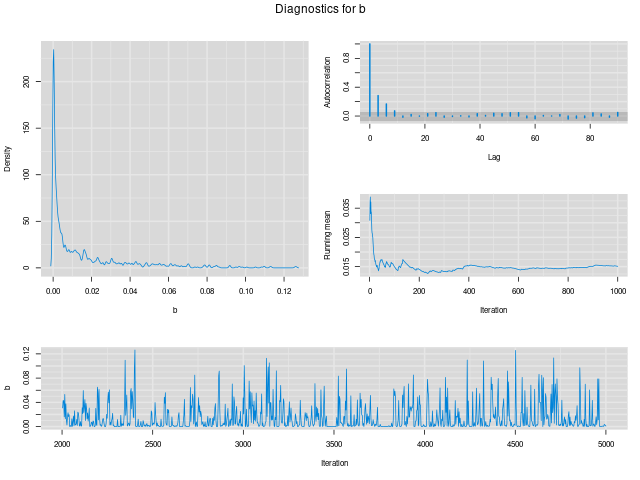 Diagnostics for b
Density
0 50 100 150 200
0.00 0.02 0.04 0.06 0.08 0.10 0.12
b
Autocorrelation
0.0 0.4 0.8
0 20 40 60 80
Lag
Running mean
0.015 0.025 0.035
0 200 400 600 800 1000
Iteration
b
0.00 0.04 0.08 0.12
2000 2500 3000 3500 4000 4500 5000
Iteration